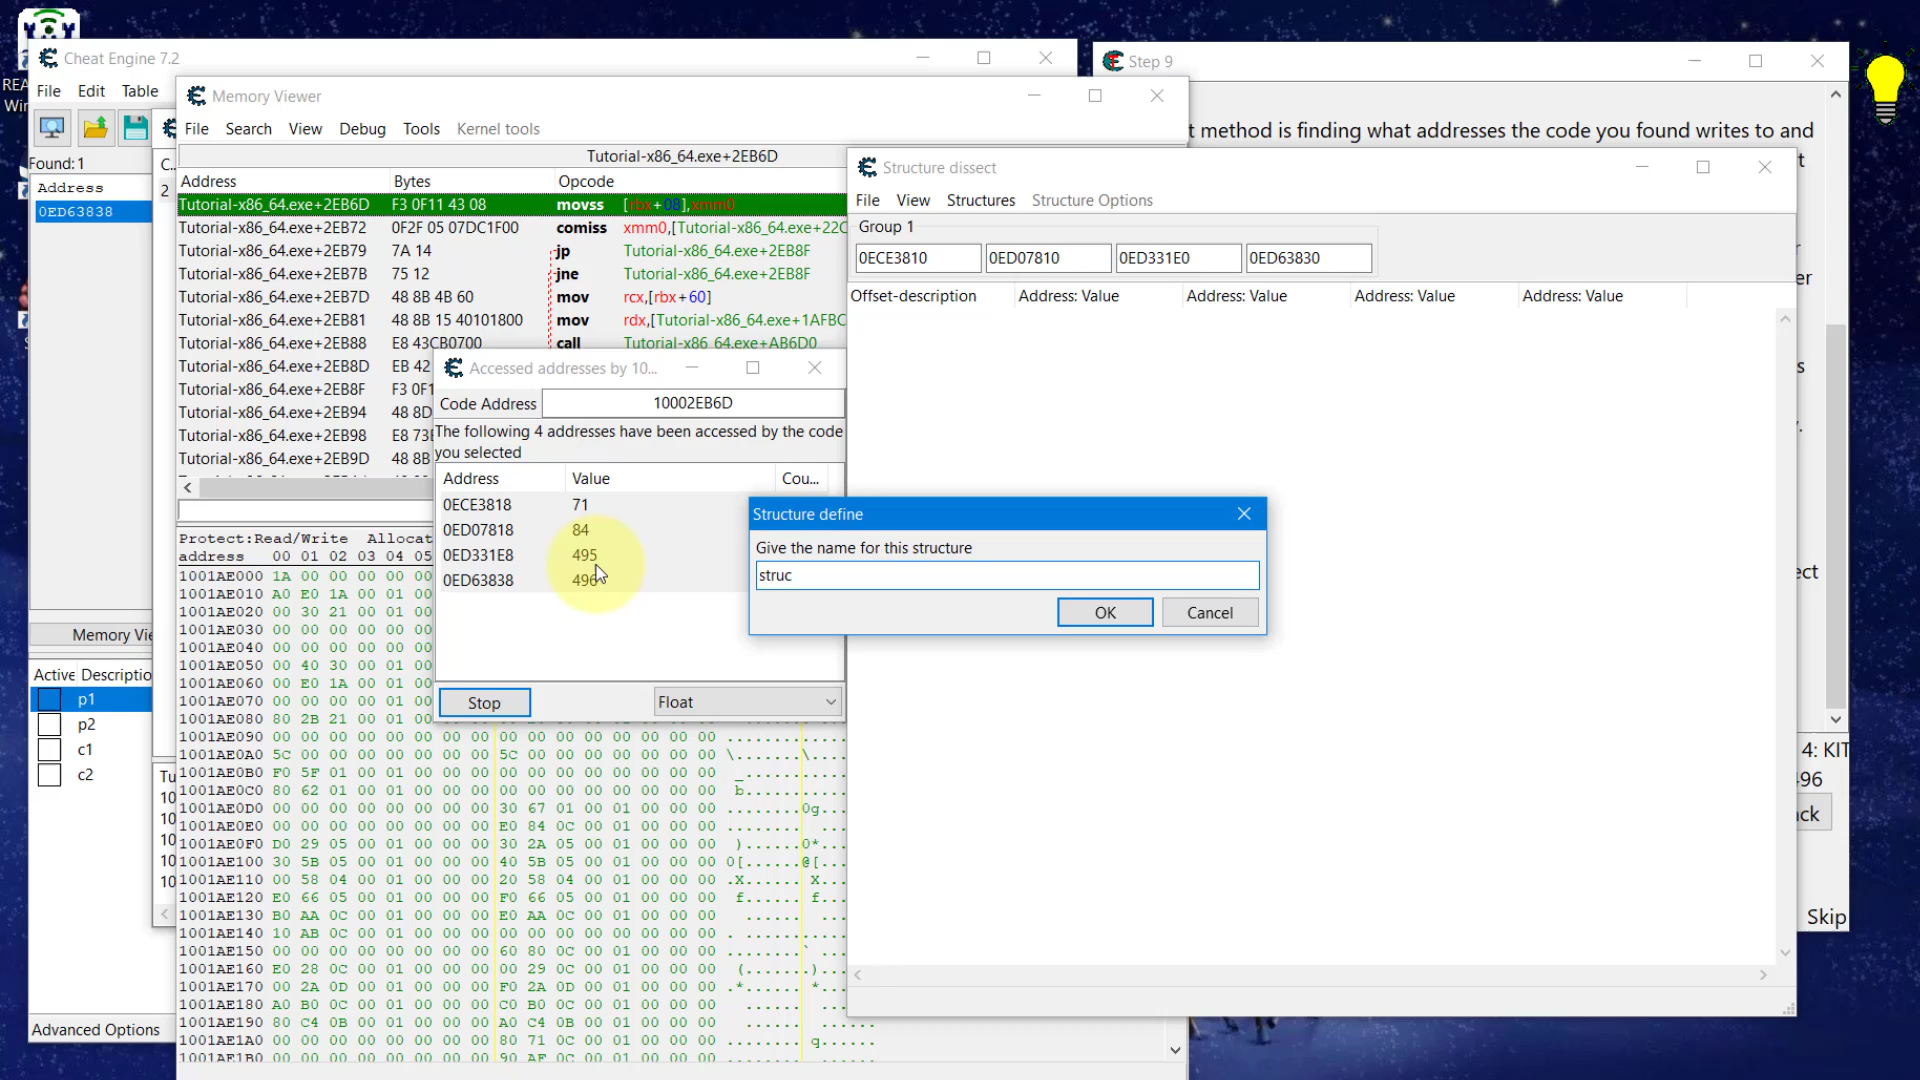 Cheat Engine 7.2
File Edit Table
Found: 1
Address
0ED63838
Memory Vie
Active Descriptio
p1
p2
c1
c2
Advanced Options
Memory Viewer
File Search View Debug Tools Kernel tools
Tutorial-x86_64.exe+2EB6D
Address Bytes Opcode
Tutorial-x86_64.exe+2EB6D F3 0F11 43 08 movss [rbx+08],xmm0
Tutorial-x86_64.exe+2EB72 0F2F 05 07DC1F00 comiss xmm0,[Tutorial-x86_64.exe+22C
Tutorial-x86_64.exe+2EB79 7A 14 jp Tutorial-x86_64.exe+2EB8F
Tutorial-x86_64.exe+2EB7B 75 12 jne Tutorial-x86_64.exe+2EB8F
Tutorial-x86_64.exe+2EB7D 48 8B 4B 60 mov rcx,[rbx+60]
Tutorial-x86_64.exe+2EB81 48 8B 15 40101800 mov rdx,[Tutorial-x86_64.exe+1AFBC
Tutorial-x86_64.exe+2EB88 E8 43CB0700 call Tutorial-x86_64.exe+AB6D0
Tutorial-x86_64.exe+2EB8D EB 42
Tutorial-x86_64.exe+2EB8F F3 0F1
Tutorial-x86_64.exe+2EB94 48 8D
Tutorial-x86_64.exe+2EB98 E8 73E
Tutorial-x86_64.exe+2EB9D 48 8B
Protect:Read/Write Allocat
address 00 01 02 03 04 05
1001AE000 1A 00 00 00 00 00
1001AE010 A0 E0 1A 00 01 00
1001AE020 00 30 21 00 01 00
1001AE030 00 00 00 00 00 00
1001AE040 00 00 00 00 00 00
1001AE050 00 40 30 00 01 00
1001AE060 00 E0 1A 00 01 00
1001AE070 00 00 00 00 00 00
1001AE080 80 2B 21 00 01 00
1001AE090 00 00 00 00 00 00 00 00 00 00 00 00 00 00 00 00 ................
1001AE0A0 5C 00 00 00 00 00 00 00 5C 00 00 00 00 00 00 00 \.......\.......
1001AE0B0 F0 5F 01 00 01 00 00 00 00 00 00 00 00 00 00 00
1001AE0C0 80 62 01 00 01 00 00 00 00 00 00 00 00 00 00 00
1001AE0D0 00 00 00 00 00 00 00 00 30 67 01 00 01 00 00 00
1001AE0E0 00 00 00 00 00 00 00 00 E0 84 0C 00 01 00 00 00
1001AE0F0 D0 29 05 00 01 00 00 00 30 2A 05 00 01 00 00 00
1001AE100 30 5B 05 00 01 00 00 00 40 5B 05 00 01 00 00 00
1001AE110 00 58 04 00 01 00 00 00 20 58 04 00 01 00 00 00
1001AE120 E0 66 05 00 01 00 00 00 F0 66 05 00 01 00 00 00
1001AE130 B0 AA 0C 00 01 00 00 00 E0 AA 0C 00 01 00 00 00
1001AE140 10 AB 0C 00 01 00 00 00 00 00 00 00 00 00 00 00
1001AE150 00 00 00 00 00 00 00 00 60 80 0C 00 01 00 00 00
1001AE160 E0 28 0C 00 01 00 00 00 00 29 0C 00 01 00 00 00
1001AE170 00 2A 0D 00 01 00 00 00 F0 2A 0D 00 01 00 00 00
1001AE180 A0 B0 0C 00 01 00 00 00 C0 B0 0C 00 01 00 00 00
1001AE190 80 C4 0B 00 01 00 00 00 A0 C4 0B 00 01 00 00 00
1001AE1A0 00 00 00 00 00 00 00 00 80 71 0C 00 01 00 00 00
1001AE1B0 00 00 00 00 00 00 00 00 90 AF 0C 00 01 00 00 00
Accessed addresses by 10...
Code Address 10002EB6D
The following 4 addresses have been accessed by the code
you selected
Address Value Cou...
0ECE3818 71
0ED07818 84
0ED331E8 495
0ED63838 496
Stop Float
Structure dissect
File View Structures Structure Options
Group 1
0ECE3810 0ED07810 0ED331E0 0ED63830
Offset-description Address: Value Address: Value Address: Value Address: Value
Structure define
Give the name for this structure
struc
OK Cancel
Step 9
t method is finding what addresses the code you found writes to and
4: KIT
496
Skip